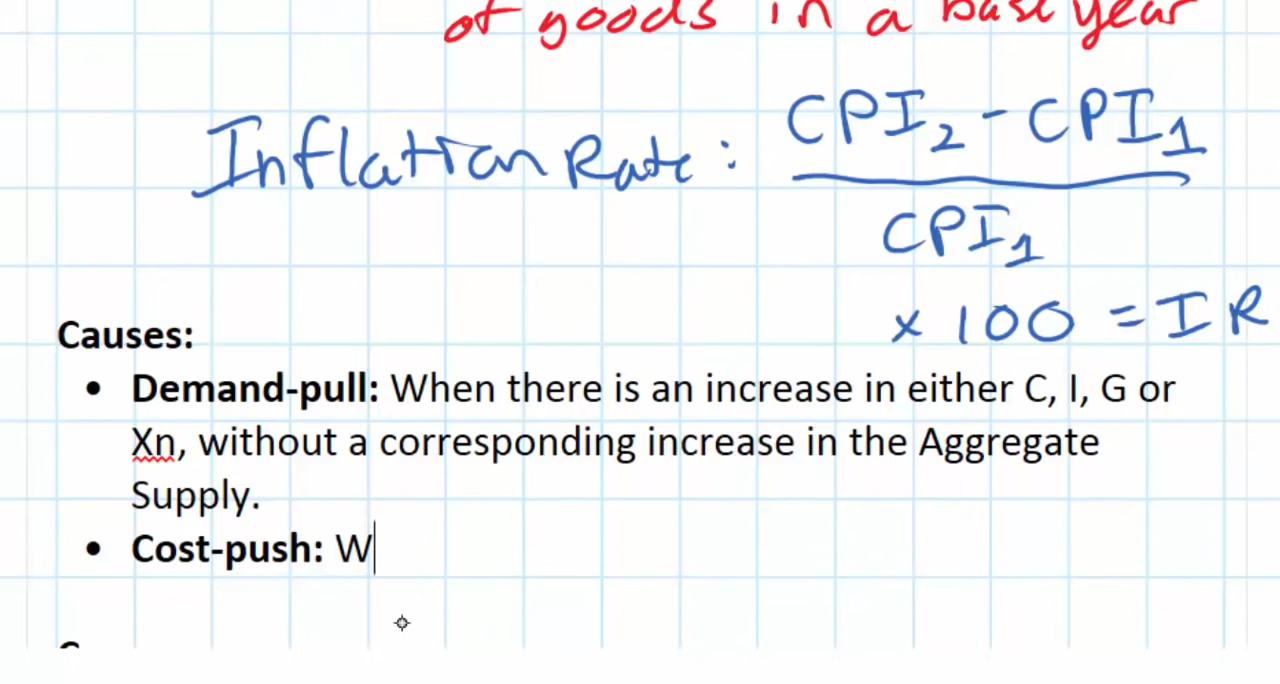 of goods in a base year
Inflation Rate: CPI₂ - CPI₁
CPI₁
x 100 = IR
Causes:
• Demand-pull: When there is an increase in either C, I, G or
Xn, without a corresponding increase in the Aggregate
Supply.
• Cost-push: W